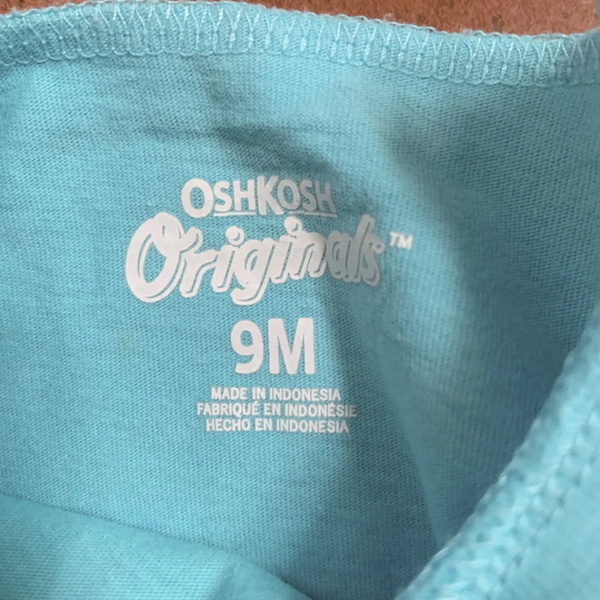 OSHKOSH
Originals™
9M
MADE IN INDONESIA
FABRIQUÉ EN INDONÉSIE
HECHO EN INDONESIA